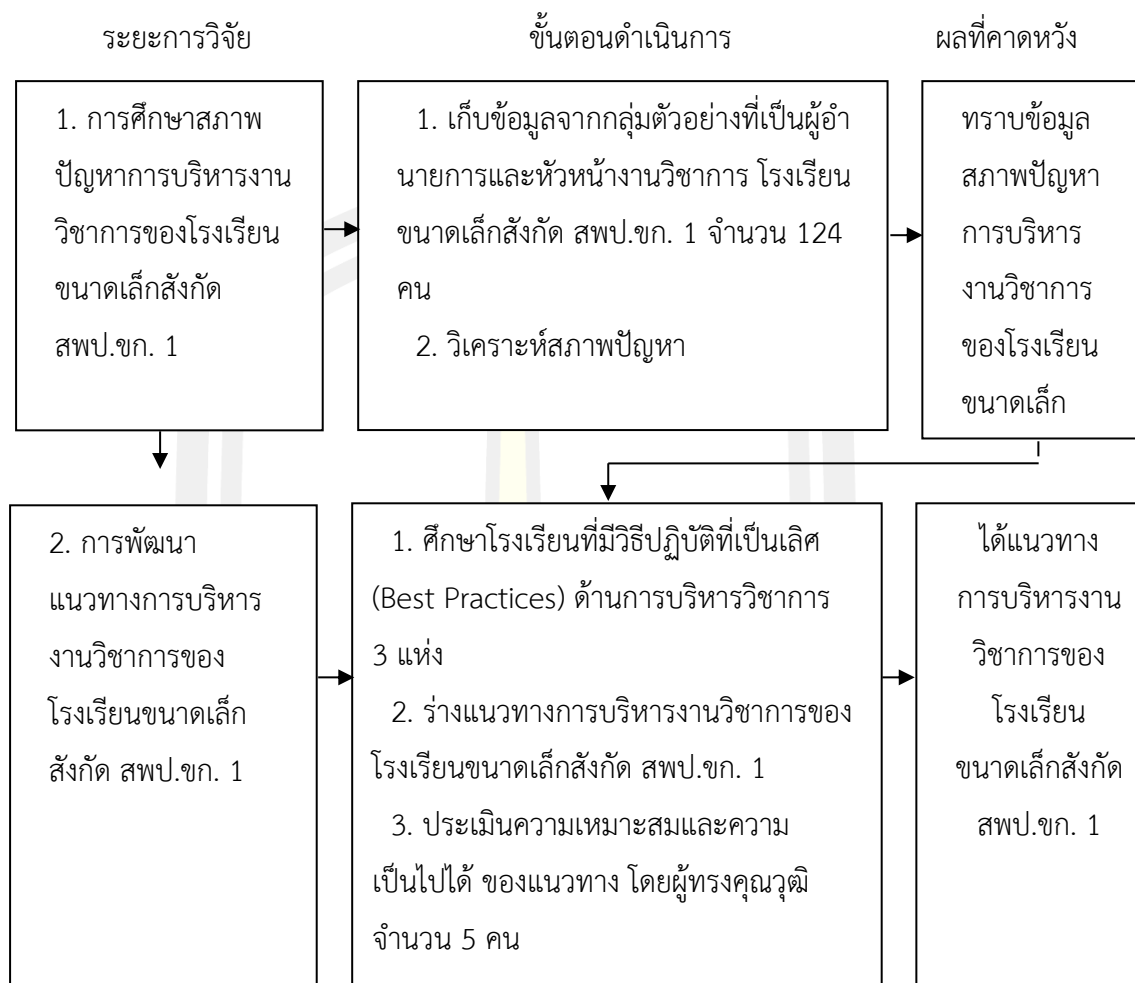 ระยะการวิจัย ขั้นตอนดำเนินการ ผลที่คาดหวัง
1. การศึกษาสภาพ
ปัญหาการบริหารงาน
วิชาการของโรงเรียน
ขนาดเล็กสังกัด
สพป.ขก. 1
1. เก็บข้อมูลจากกลุ่มตัวอย่างที่เป็นผู้อำ
นายการและหัวหน้างานวิชาการ โรงเรียน
ขนาดเล็กสังกัด สพป.ขก. 1 จำนวน 124
คน
2. วิเคราะห์สภาพปัญหา
ทราบข้อมูล
สภาพปัญหา
การบริหาร
งานวิชาการ
ของโรงเรียน
ขนาดเล็ก
2. การพัฒนา
แนวทางการบริหาร
งานวิชาการของ
โรงเรียนขนาดเล็ก
สังกัด สพป.ขก. 1
1. ศึกษาโรงเรียนที่มีวิธีปฏิบัติที่เป็นเลิศ
(Best Practices) ด้านการบริหารวิชาการ
3 แห่ง
2. ร่างแนวทางการบริหารงานวิชาการของ
โรงเรียนขนาดเล็กสังกัด สพป.ขก. 1
3. ประเมินความเหมาะสมและความ
เป็นไปได้ ของแนวทาง โดยผู้ทรงคุณวุฒิ
จำนวน 5 คน
ได้แนวทาง
การบริหารงาน
วิชาการของ
โรงเรียน
ขนาดเล็กสังกัด
สพป.ขก. 1